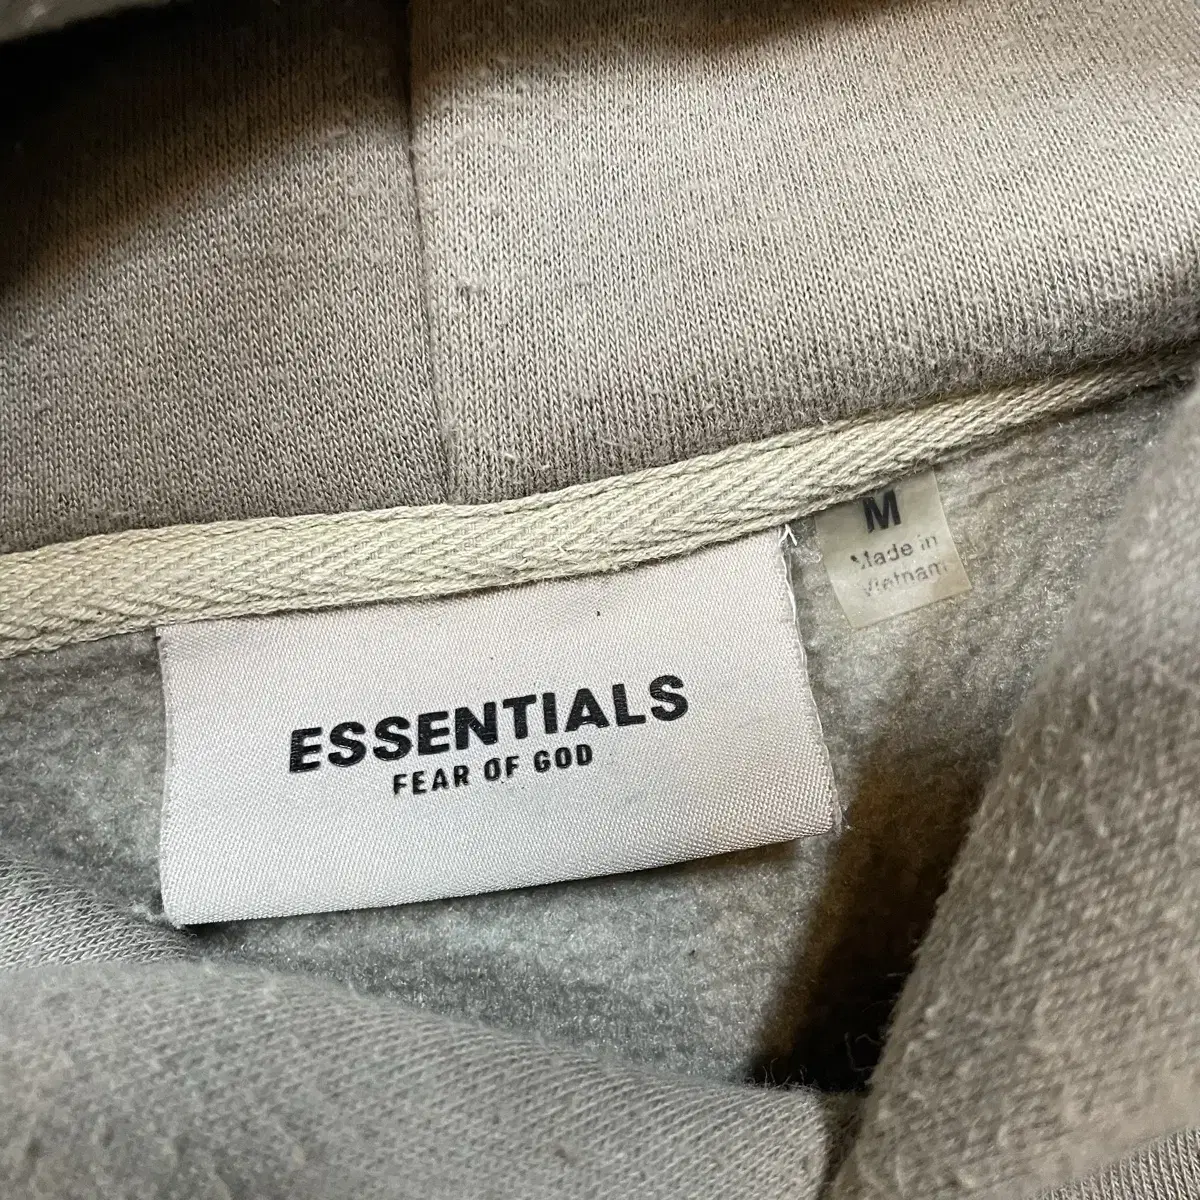 ESSENTIALS
FEAR OF GOD
M
Made in
Vietnam